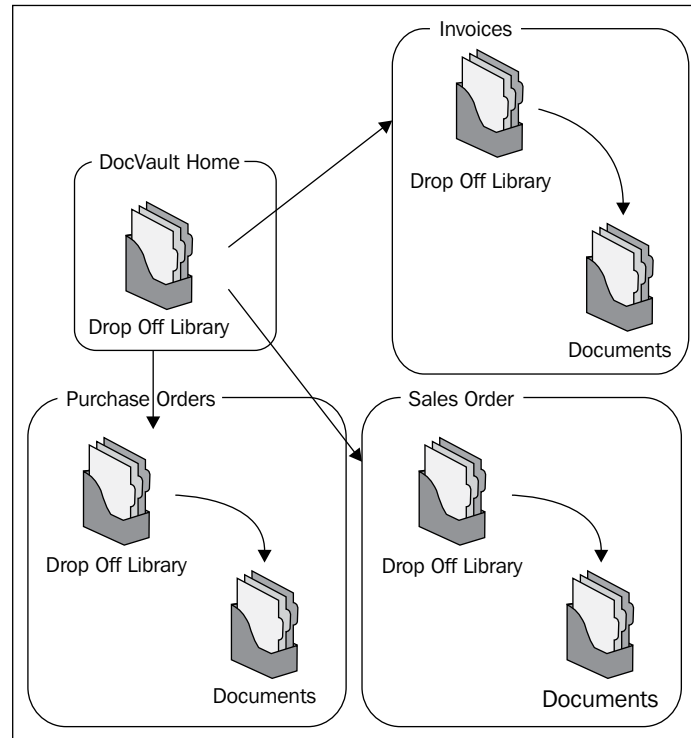 Invoices
Drop Off Library
Documents
DocVault Home
Drop Off Library
Purchase Orders
Drop Off Library
Documents
Sales Order
Drop Off Library
Documents